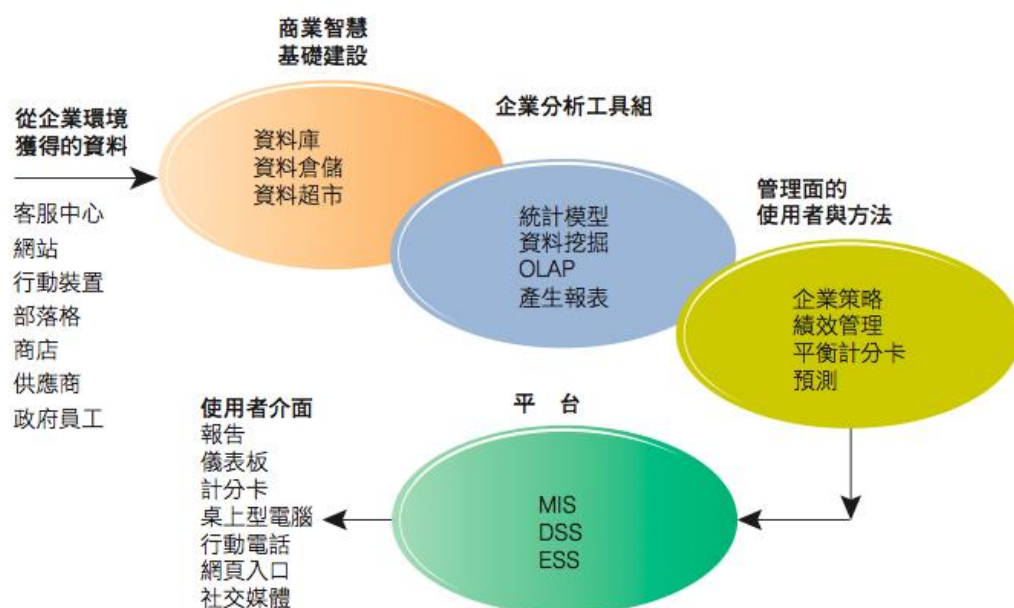 商業智慧
基礎建設
從企業環境
獲得的資料
客服中心
網站
行動裝置
部落格
商店
供應商
政府員工
資料庫
資料倉儲
資料超市
企業分析工具組
統計模型
資料挖掘
OLAP
產生報表
管理面的
使用者與方法
企業策略
績效管理
平衡計分卡
預測
平 台
MIS
DSS
ESS
使用者介面
報告
儀表板
計分卡
桌上型電腦
行動電話
網頁入口
社交媒體